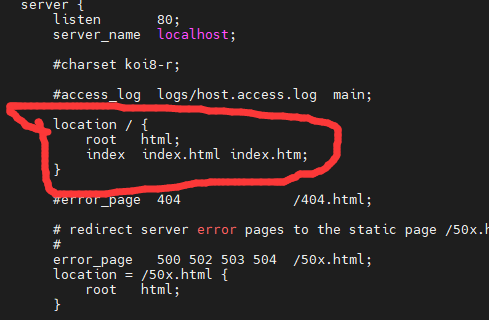 server {
listen       80;
server_name  localhost;
#charset koi8-r;
#access_log  logs/host.access.log  main;
location / {
root   html;
index  index.html index.htm;
}
#error_page  404              /404.html;
# redirect server error pages to the static page /50x.h
#
error_page   500 502 503 504  /50x.html;
location = /50x.html {
root   html;
}